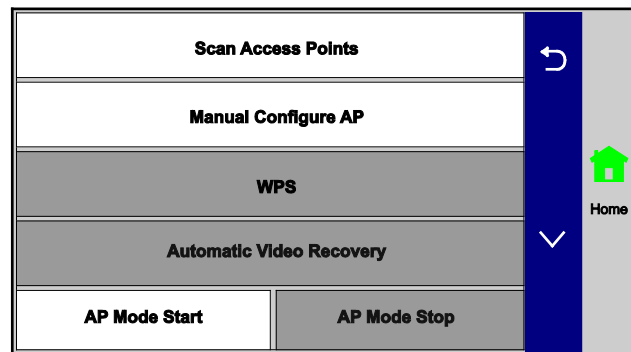 Scan Access Points
Manual Configure AP
WPS
Home
Automatic Video Recovery
AP Mode Start
AP Mode Stop